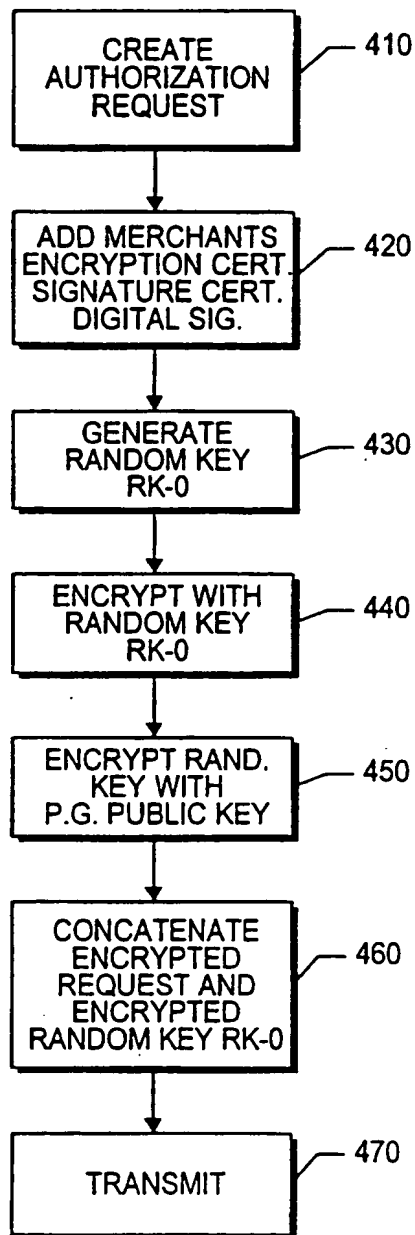 CREATE
AUTHORIZATION
REQUEST
410
ADD MERCHANTS
ENCRYPTION CERT.
SIGNATURE CERT.
DIGITAL SIG.
420
GENERATE
RANDOM KEY
RK-0
430
ENCRYPT WITH
RANDOM KEY
RK-0
440
ENCRYPT RAND.
KEY WITH
P.G. PUBLIC KEY
450
CONCATENATE
ENCRYPTED
REQUEST AND
ENCRYPTED
RANDOM KEY RK-0
460
TRANSMIT
470